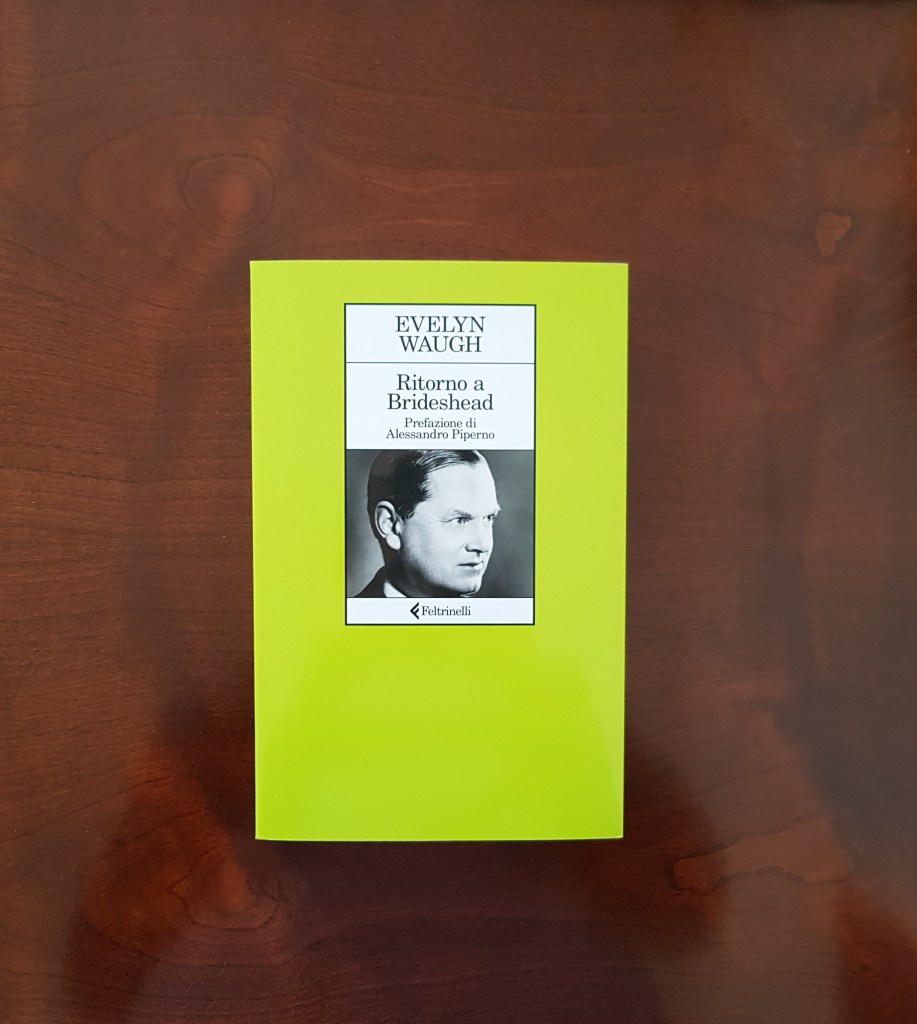 EVELYN
WAUGH
Ritorno a
Brideshead
Prefazione di
Alessandro Piperno
Feltrinelli